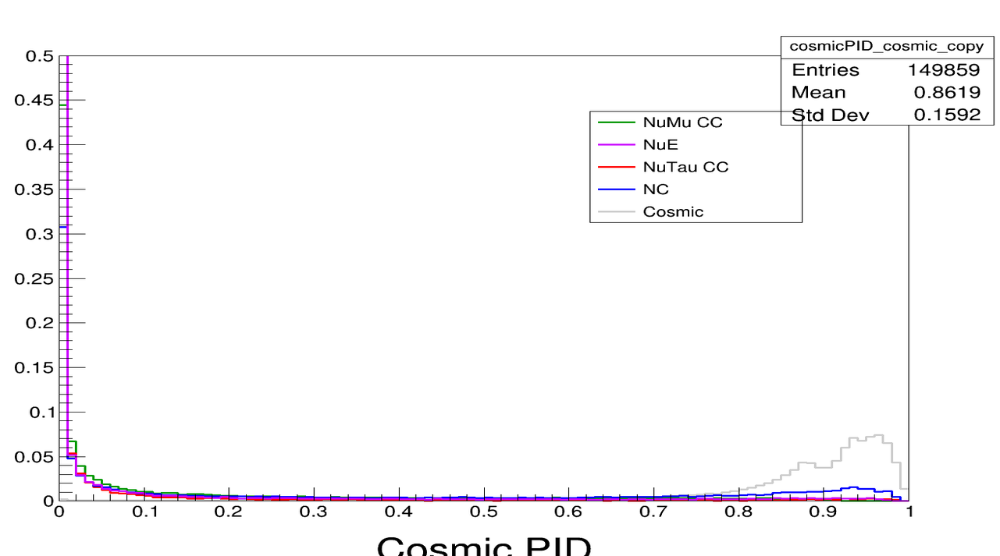 cosmicPID_cosmic_copy
Entries 149859
Mean 0.8619
Std Dev 0.1592
NuMu CC
NuE
NuTau CC
NC
Cosmic
0.5
0.45
0.4
0.35
0.3
0.25
0.2
0.15
0.1
0.05
0
0 0.1 0.2 0.3 0.4 0.5 0.6 0.7 0.8 0.9 1
Cosmic PID